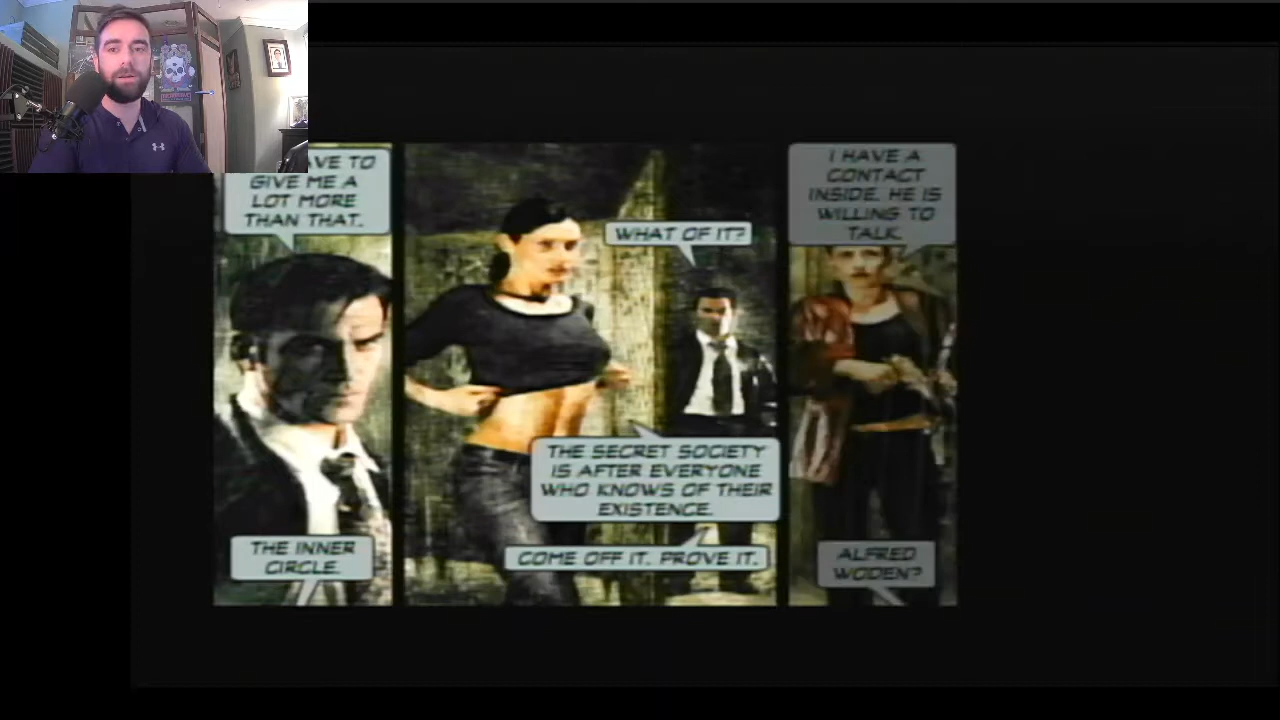 AVE TO
GIVE ME A
LOT MORE
THAN THAT.
THE INNER
CIRCLE.
WHAT OF IT?
THE SECRET SOCIETY
IS AFTER EVERYONE
WHO KNOWS OF THEIR
EXISTENCE.
COME OFF IT. PROVE IT.
I HAVE A
CONTACT
INSIDE. HE IS
WILLING TO
TALK.
ALFRED
WODEN?